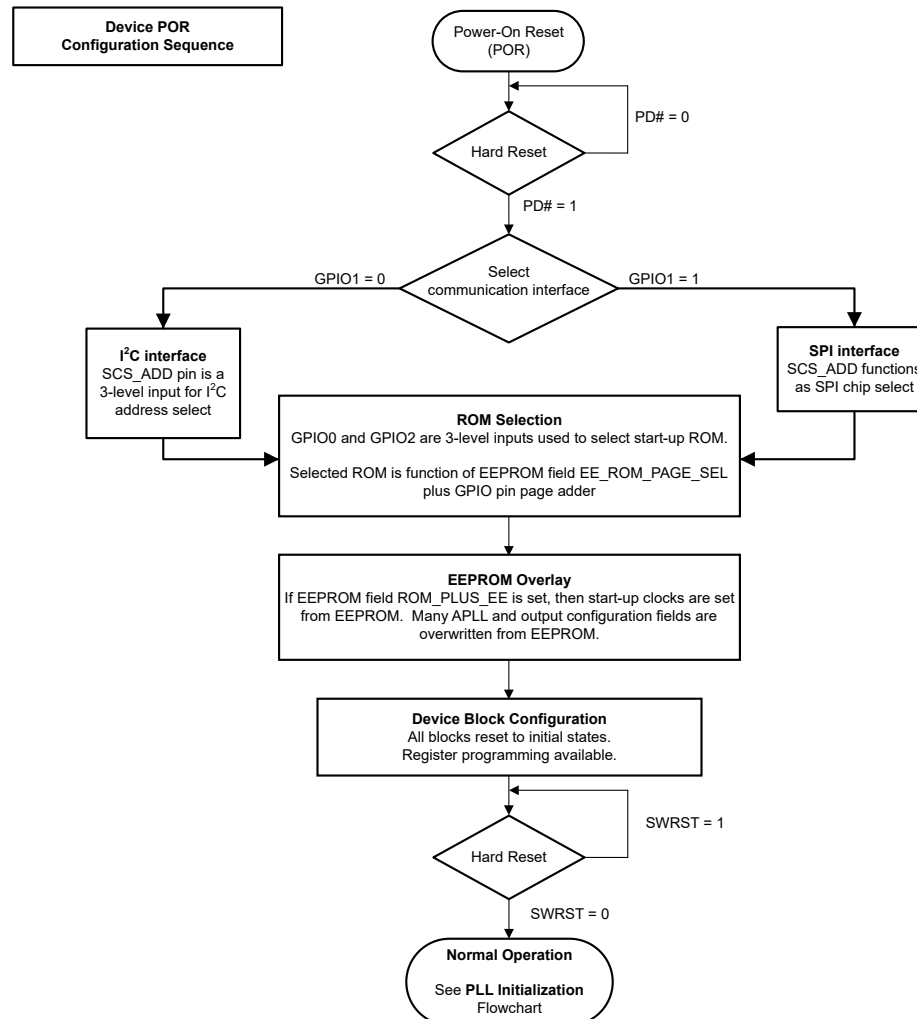 Device POR
Configuration Sequence
Power-On Reset
(POR)
PD# = 0
Hard Reset
PD# = 1
Select
communication interface
GPIO1 = 0
GPIO1 = 1
I²C interface
SCS_ADD pin is a
3-level input for I²C
address select
SPI interface
SCS_ADD functions
as SPI chip select
ROM Selection
GPIO0 and GPIO2 are 3-level inputs used to select start-up ROM.
Selected ROM is function of EEPROM field EE_ROM_PAGE_SEL
plus GPIO pin page adder
EEPROM Overlay
If EEPROM field ROM_PLUS_EE is set, then start-up clocks are set
from EEPROM. Many APLL and output configuration fields are
overwritten from EEPROM.
Device Block Configuration
All blocks reset to initial states.
Register programming available.
SWRST = 1
Hard Reset
SWRST = 0
Normal Operation
See PLL Initialization
Flowchart